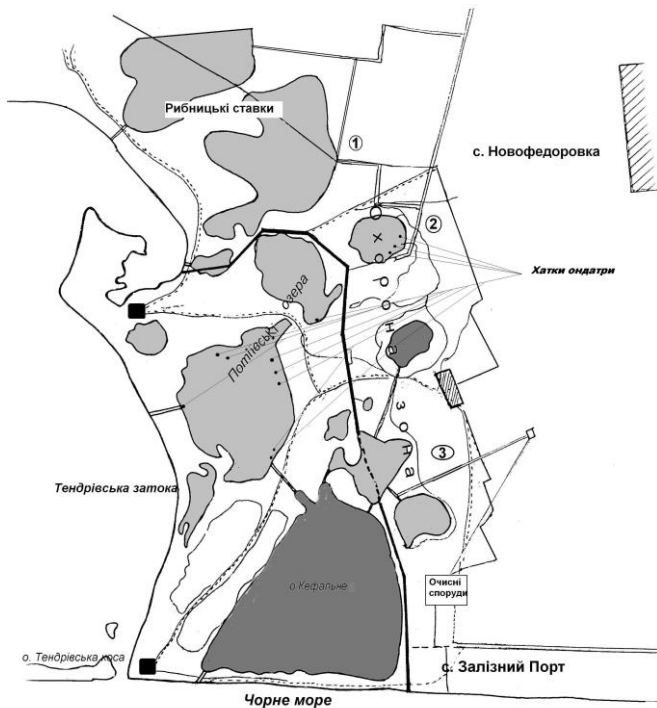 Рибницькі ставки
1
с. Новофедоровка
2
Охорона
Хатки ондатри
Потіївські озера
зона
3
Тендрівська затока
о.Кефальне
Очисні
споруди
о. Тендрівська коса
с. Залізний Порт
Чорне море